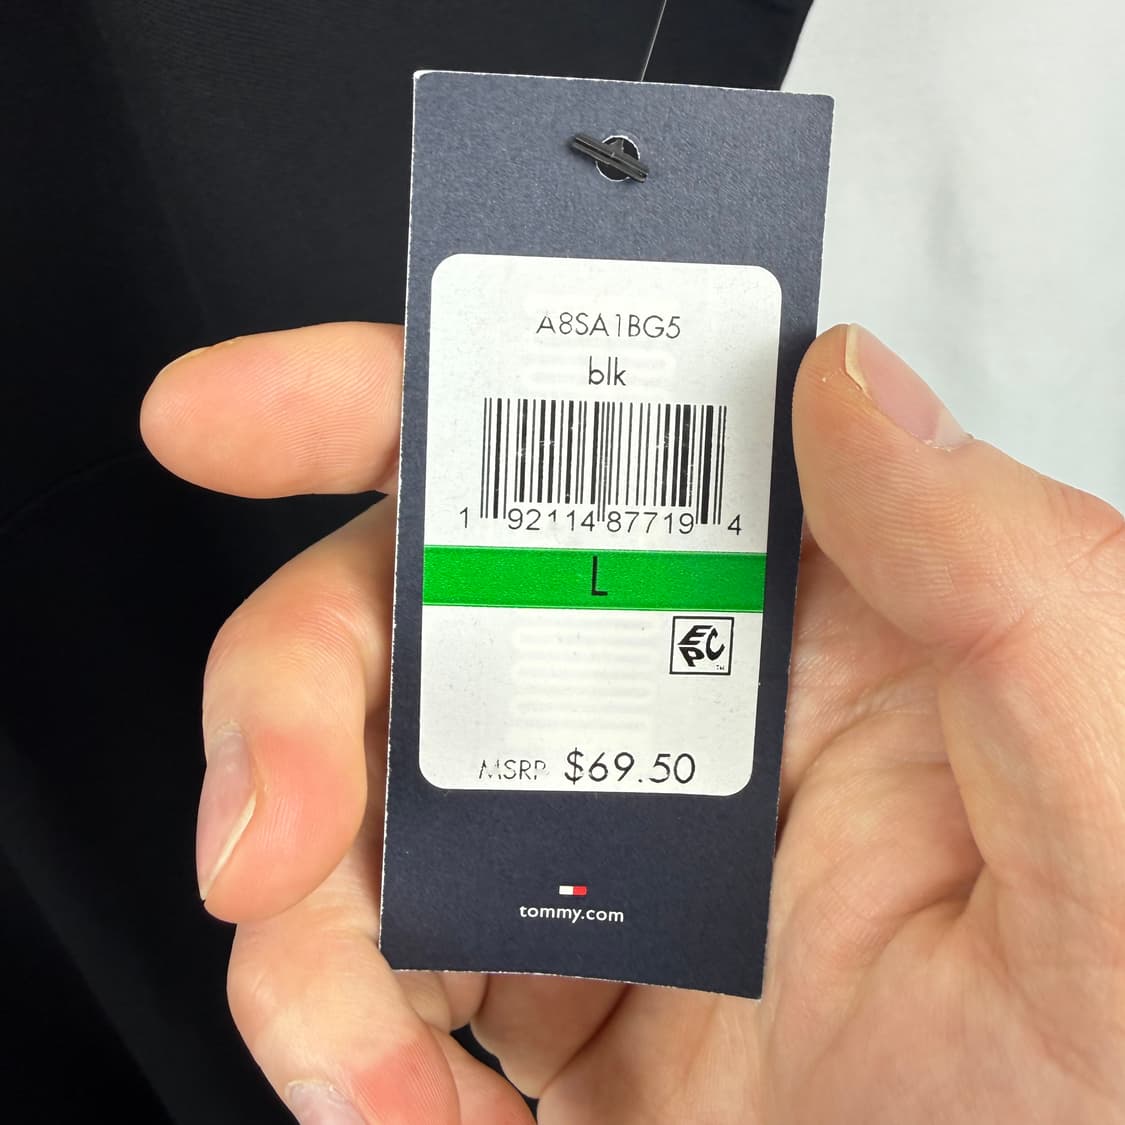 A8SA1BG5
blk
1 92114 87719 4
L
EPC
MSRP $69.50
tommy.com